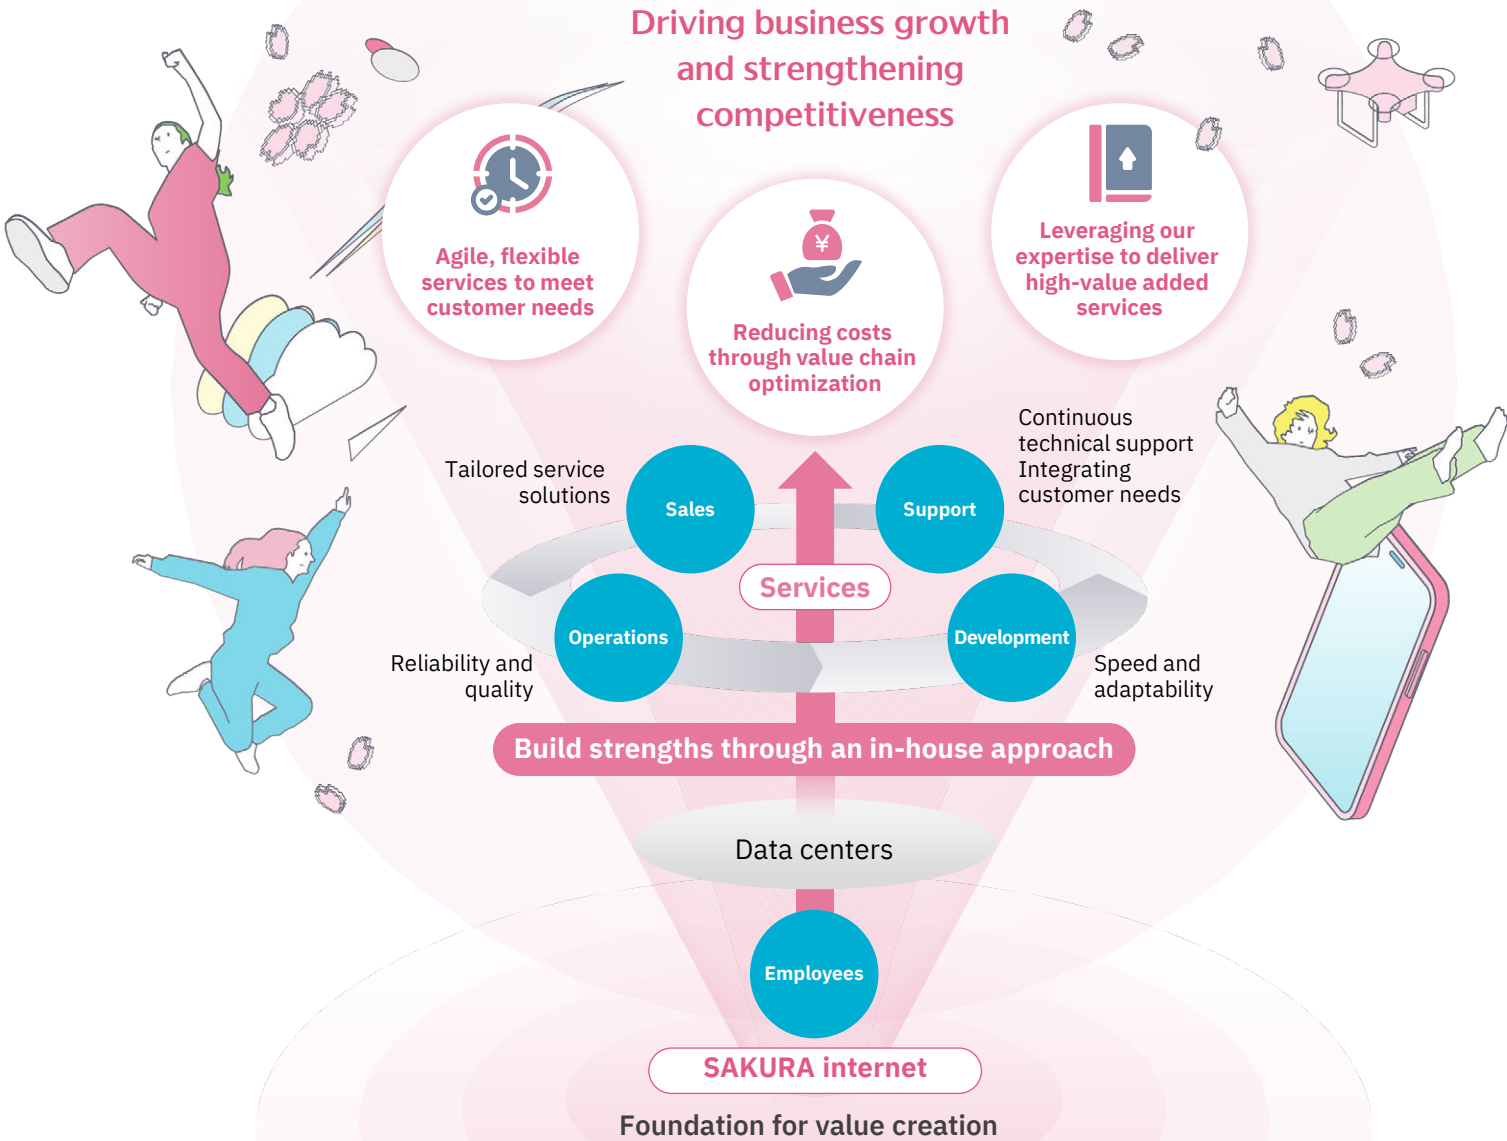 Driving business growth
and strengthening
competitiveness
Agile, flexible
services to meet
customer needs
¥
Reducing costs
through value chain
optimization
Leveraging our
expertise to deliver
high-value added
services
Tailored service
solutions
Sales
Support
Continuous
technical support
Integrating
customer needs
Services
Operations
Development
Reliability and
quality
Speed and
adaptability
Build strengths through an in-house approach
Data centers
Employees
SAKURA internet
Foundation for value creation